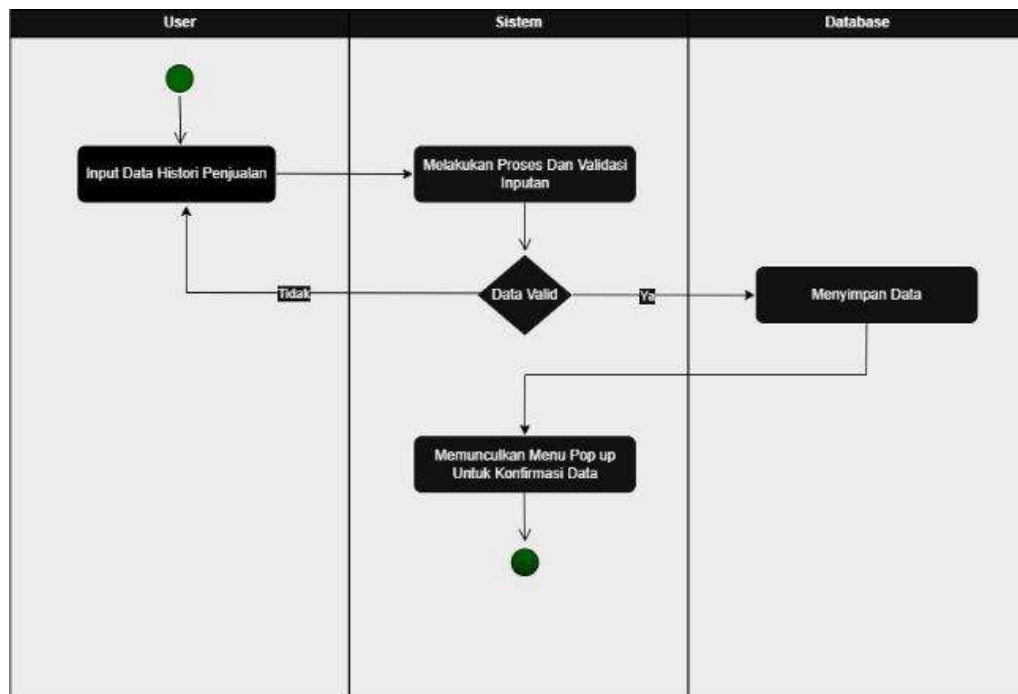 User
Sistem
Database
Input Data Histori Penjualan
Melakukan Proses Dan Validasi
Inputan
Tidak
Data Valid
Ya
Menyimpan Data
Memunculkan Menu Pop up
Untuk Konfirmasi Data